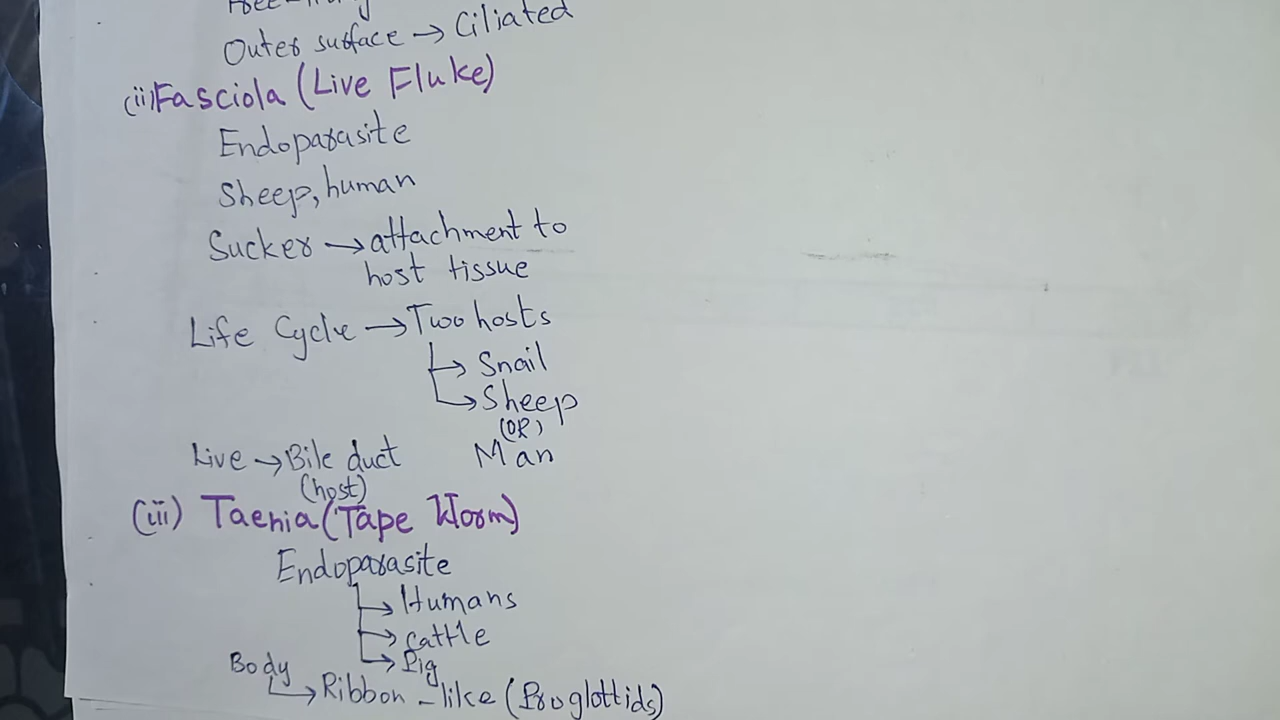 Outer surface → Ciliated
(ii) Fasciola (Live Fluke)
Endoparasite
Sheep, human
Sucker → attachment to
host tissue
Life Cycle → Two hosts
→ Snail
→ Sheep
(OR)
Man
Live → Bile duct
(host)
(iii) Taenia (Tape Worm)
Endoparasite
→ Humans
→ cattle
→ Pig
Body
→ Ribbon-like (Proglottids)